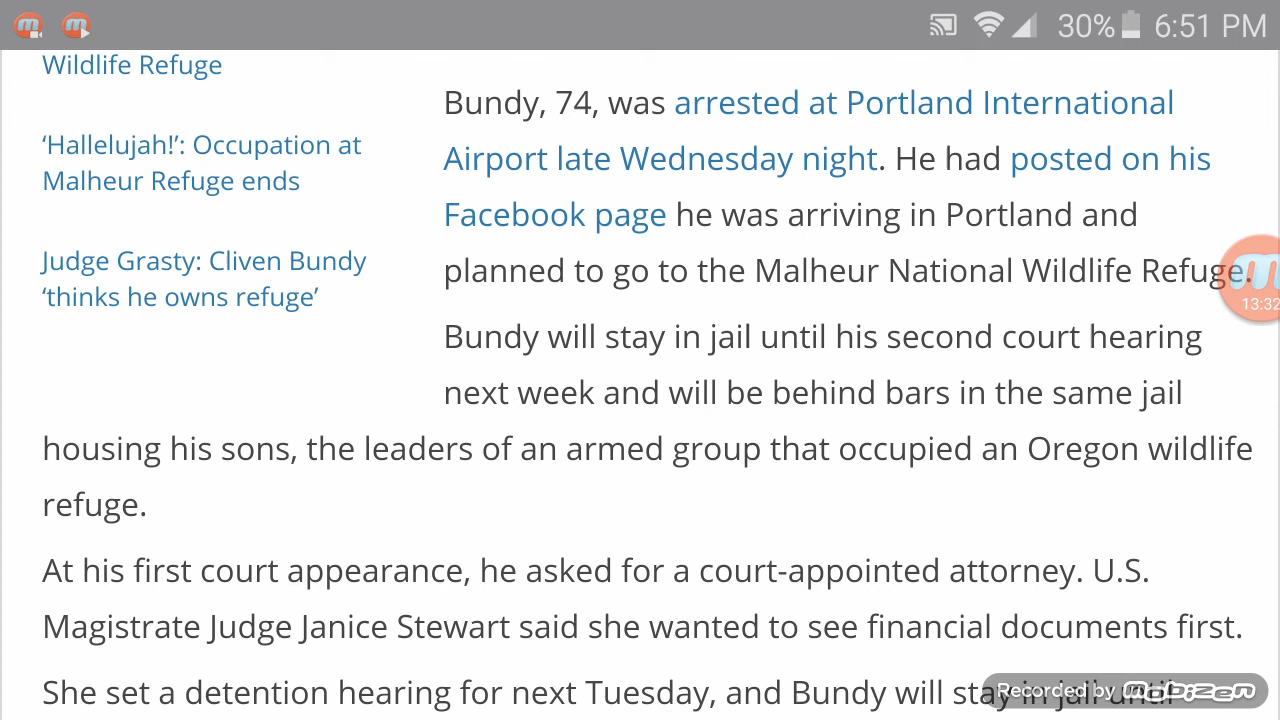 30% 6:51 PM
Wildlife Refuge
‘Hallelujah!’: Occupation at
Malheur Refuge ends
Judge Grasty: Cliven Bundy
‘thinks he owns refuge’
Bundy, 74, was arrested at Portland International
Airport late Wednesday night. He had posted on his
Facebook page he was arriving in Portland and
planned to go to the Malheur National Wildlife Refuge.
13:32
Bundy will stay in jail until his second court hearing
next week and will be behind bars in the same jail
housing his sons, the leaders of an armed group that occupied an Oregon wildlife
refuge.
At his first court appearance, he asked for a court-appointed attorney. U.S.
Magistrate Judge Janice Stewart said she wanted to see financial documents first.
She set a detention hearing for next Tuesday, and Bundy will stay in jail until
Recorded by Mobizen